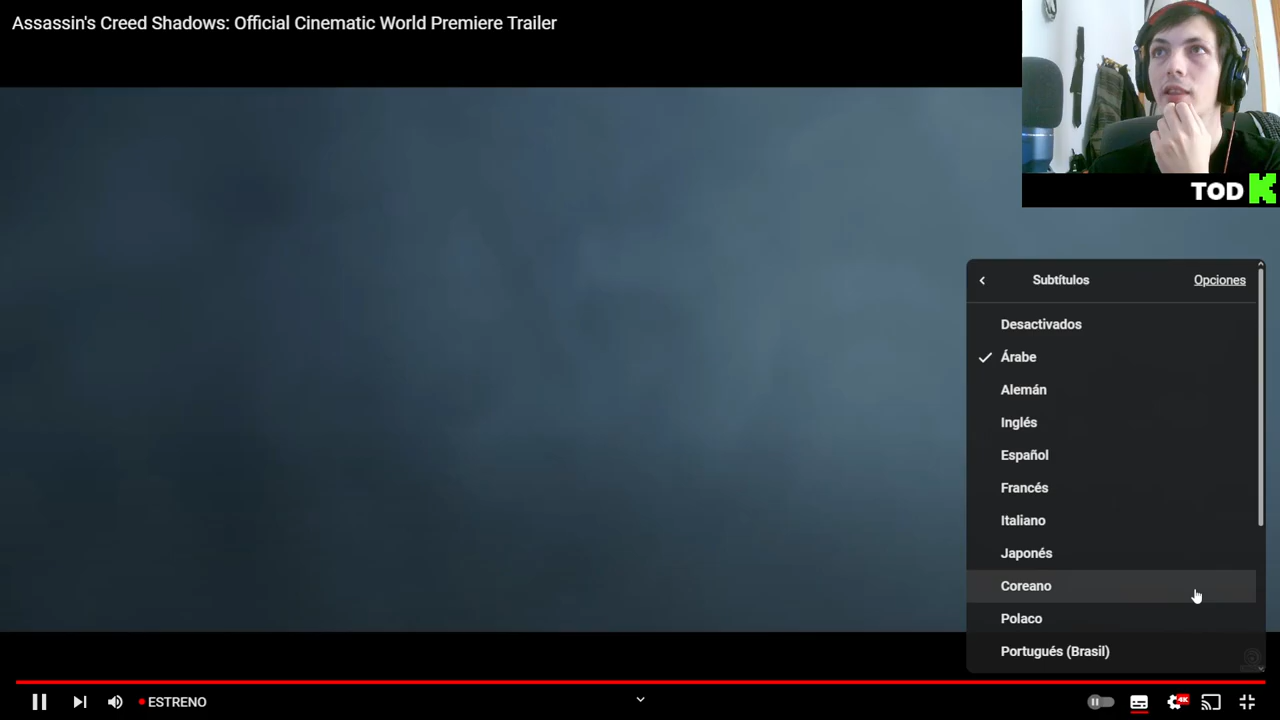 Assassin's Creed Shadows: Official Cinematic World Premiere Trailer
TOD K
Subtítulos
Opciones
Desactivados
Árabe
Alemán
Inglés
Español
Francés
Italiano
Japonés
Coreano
Polaco
Portugués (Brasil)
ESTRENO
4K